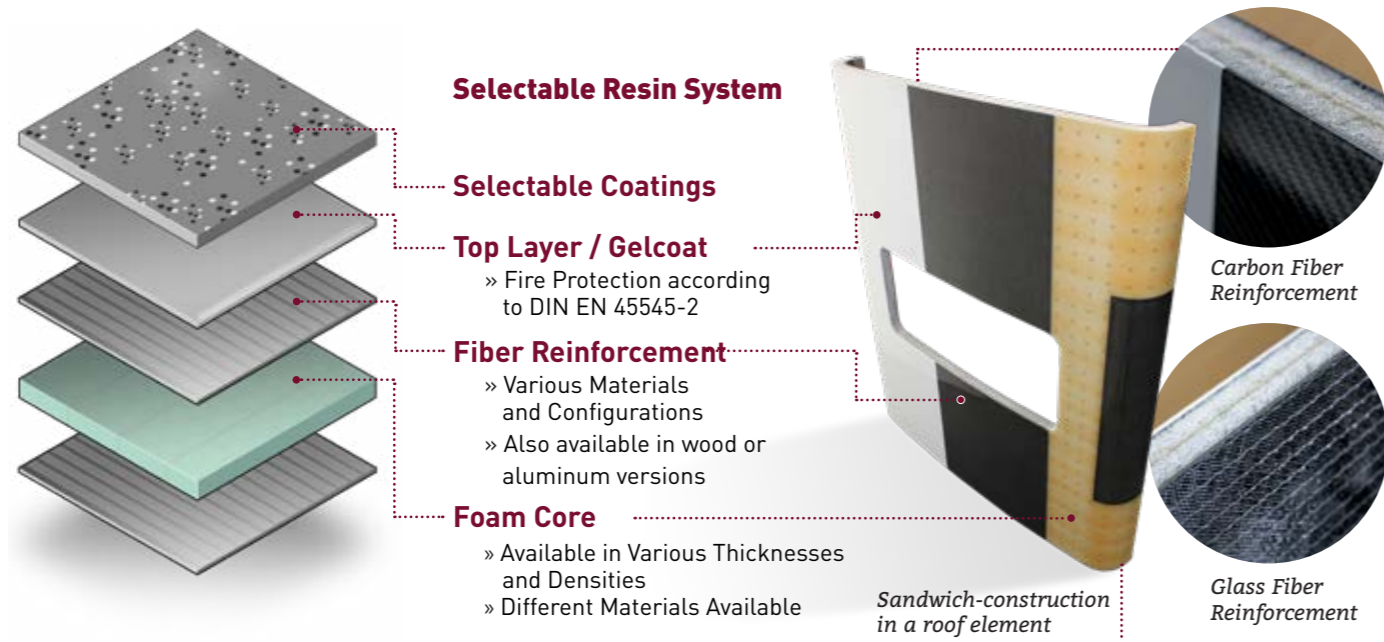 Selectable Resin System
Selectable Coatings
Top Layer / Gelcoat
» Fire Protection according
to DIN EN 45545-2
Fiber Reinforcement
» Various Materials
and Configurations
» Also available in wood or
aluminum versions
Foam Core
» Available in Various Thicknesses
and Densities
» Different Materials Available
Sandwich-construction
in a roof element
Carbon Fiber
Reinforcement
Glass Fiber
Reinforcement